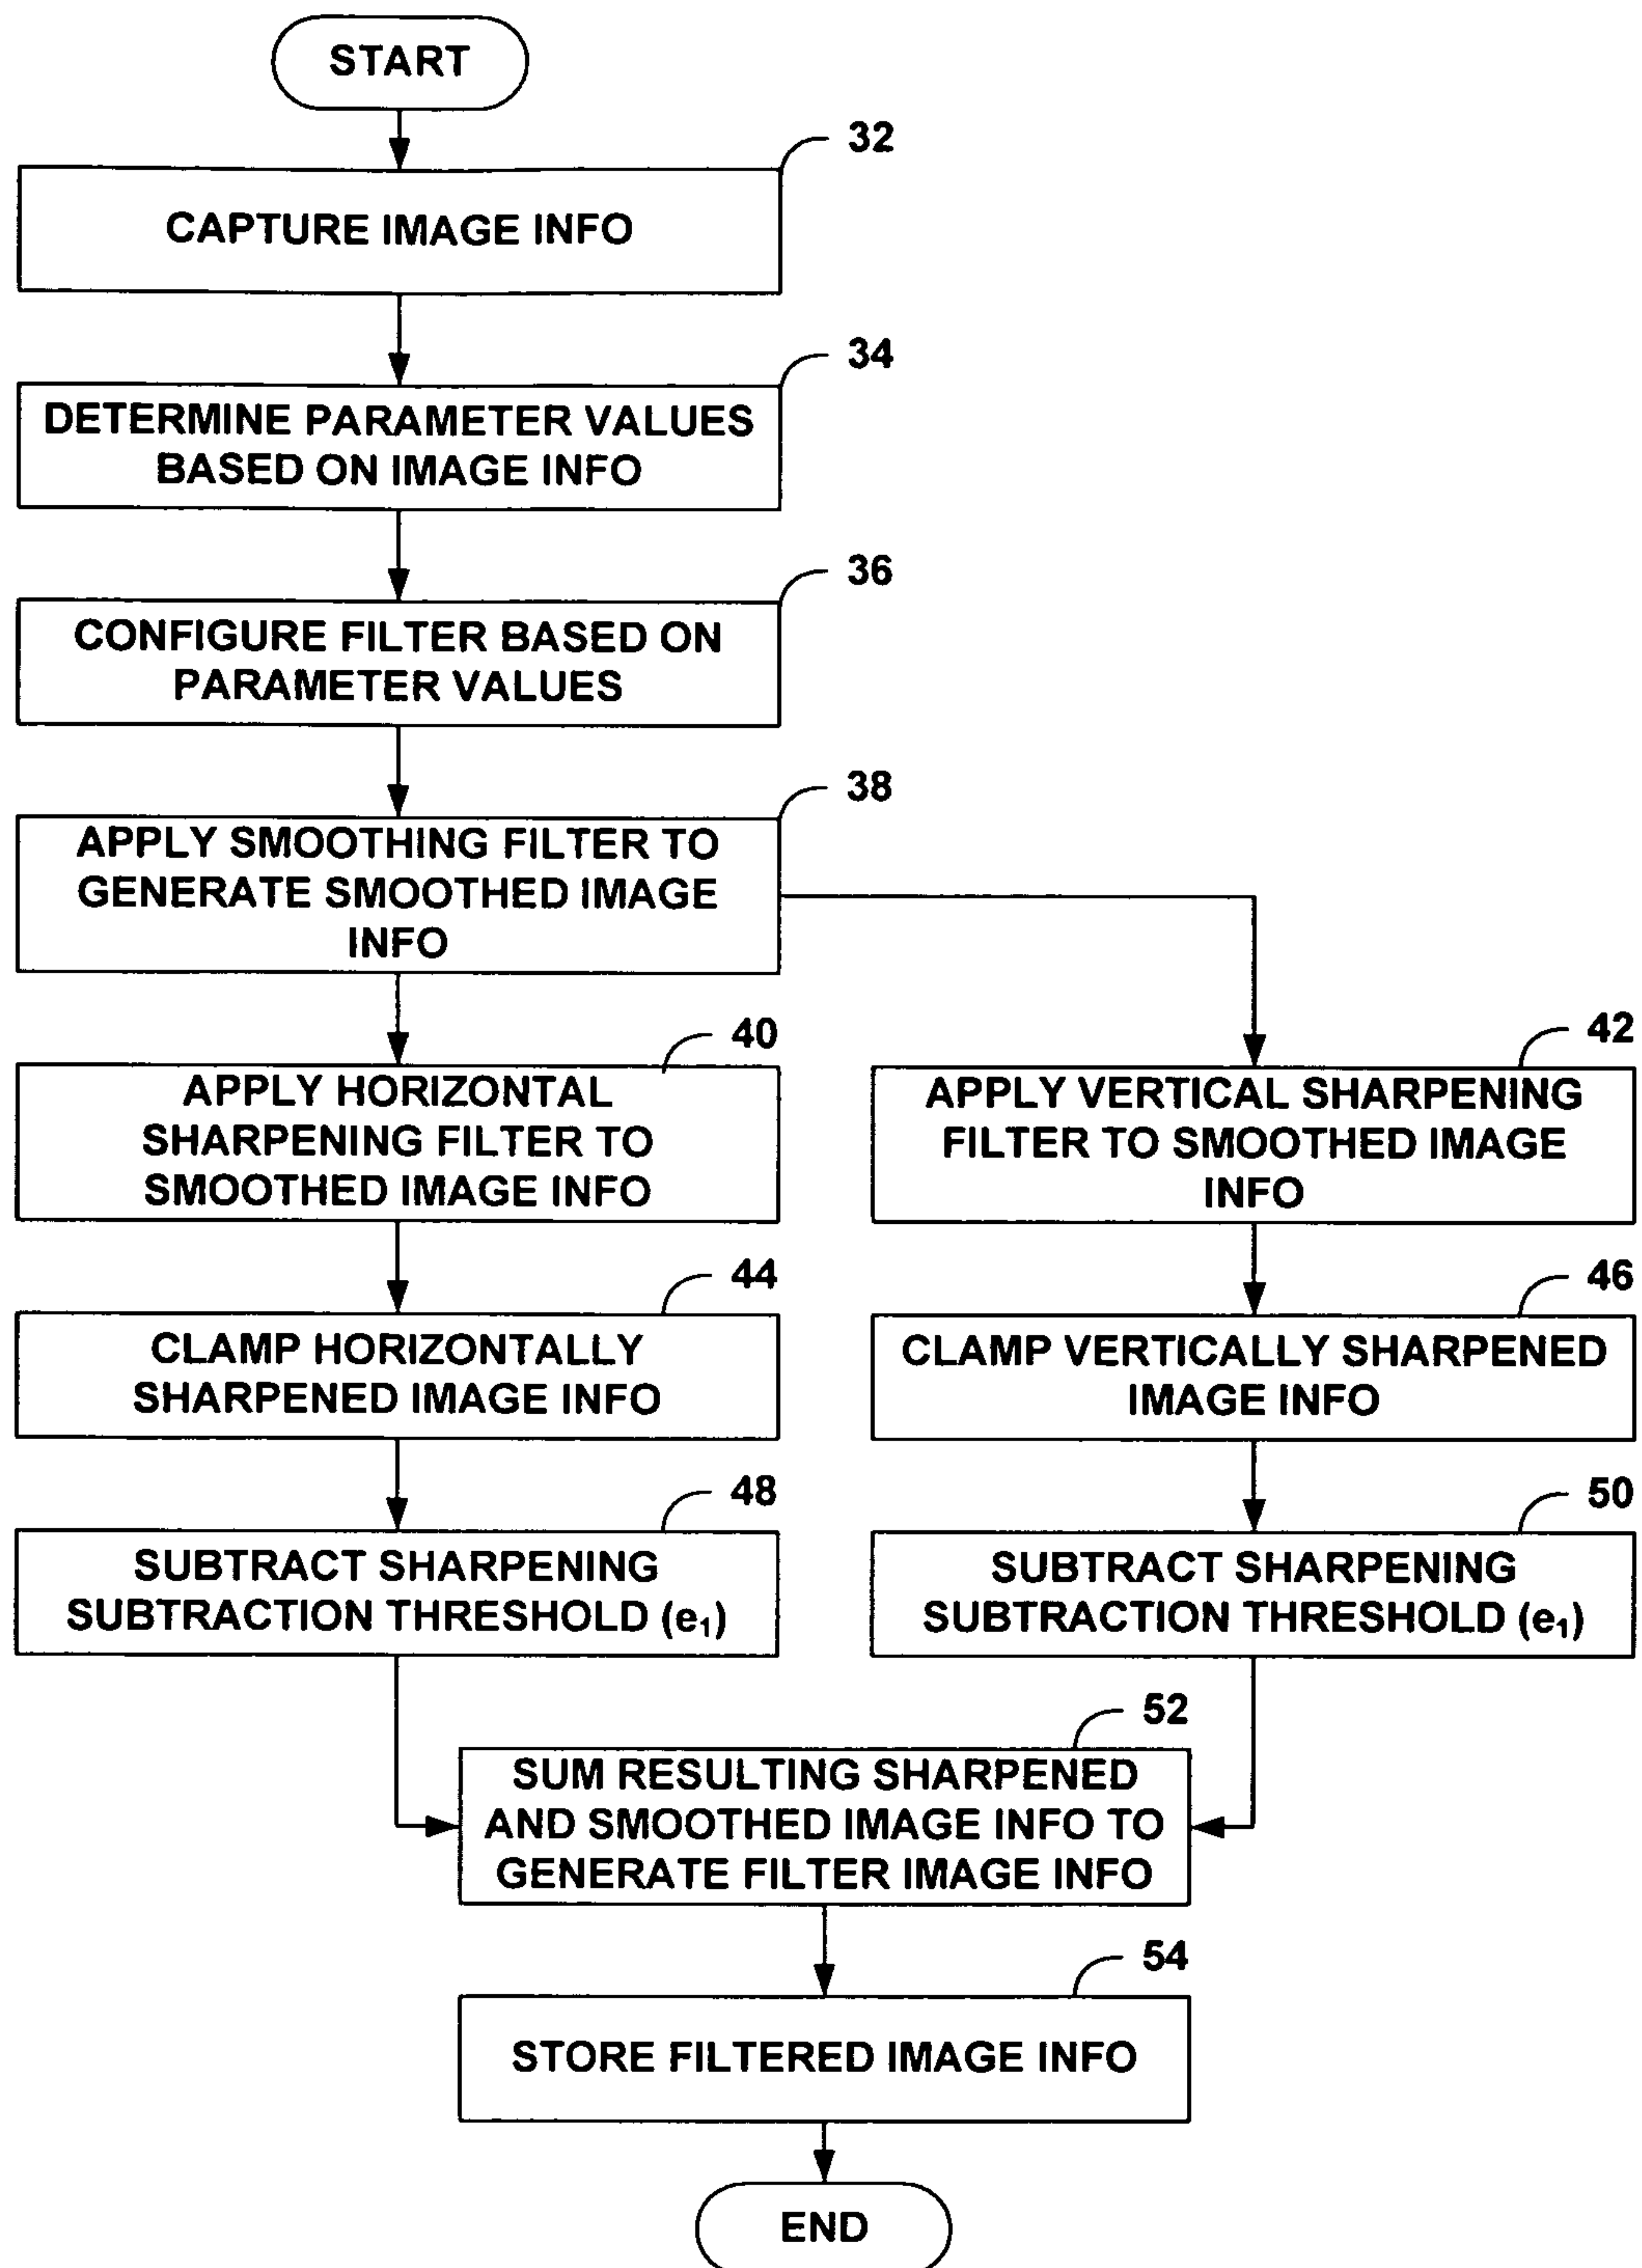 START
32
CAPTURE IMAGE INFO
34
DETERMINE PARAMETER VALUES
BASED ON IMAGE INFO
36
CONFIGURE FILTER BASED ON
PARAMETER VALUES
38
APPLY SMOOTHING FILTER TO
GENERATE SMOOTHED IMAGE
INFO
40
APPLY HORIZONTAL
SHARPENING FILTER TO
SMOOTHED IMAGE INFO
42
APPLY VERTICAL SHARPENING
FILTER TO SMOOTHED IMAGE
INFO
44
CLAMP HORIZONTALLY
SHARPENED IMAGE INFO
46
CLAMP VERTICALLY SHARPENED
IMAGE INFO
48
SUBTRACT SHARPENING
SUBTRACTION THRESHOLD (e₁)
50
SUBTRACT SHARPENING
SUBTRACTION THRESHOLD (e₁)
52
SUM RESULTING SHARPENED
AND SMOOTHED IMAGE INFO TO
GENERATE FILTER IMAGE INFO
54
STORE FILTERED IMAGE INFO
END